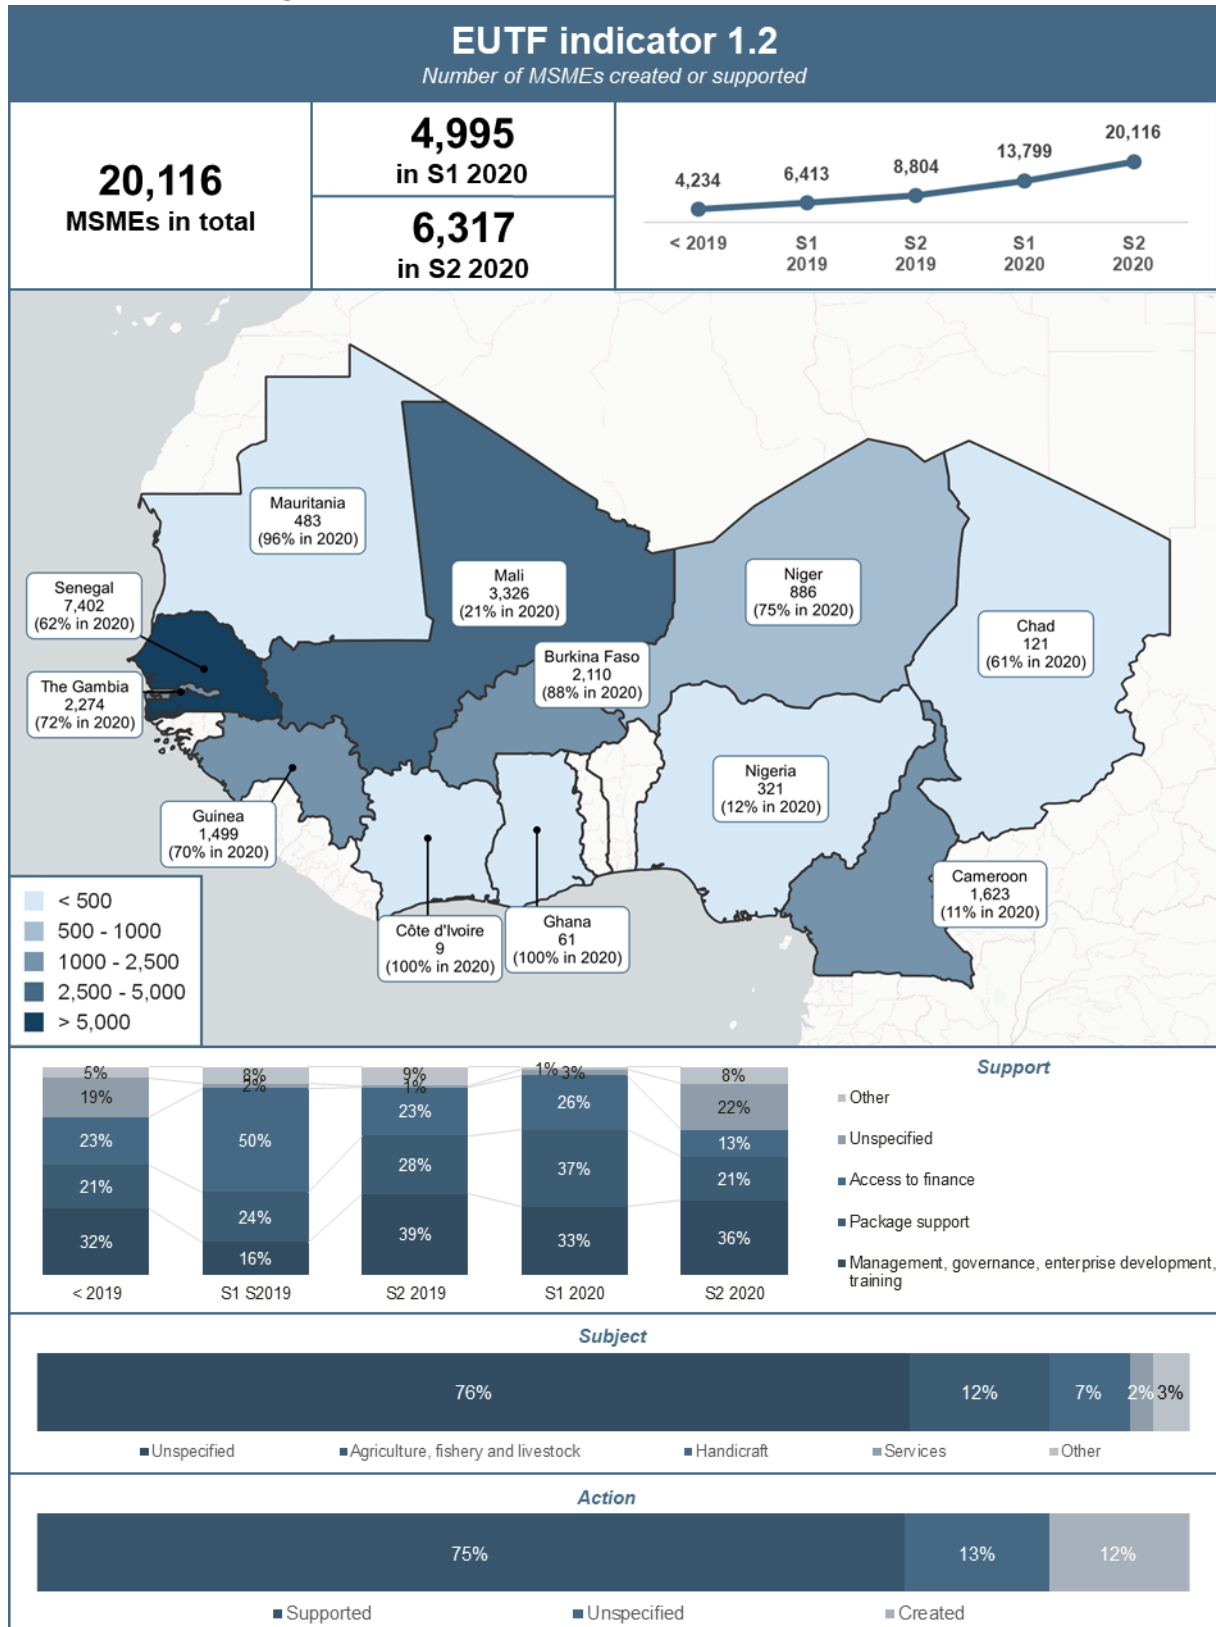 EUTF indicator 1.2
Number of MSMEs created or supported
20,116
MSMEs in total
4,995
in S1 2020
6,317
in S2 2020
4,234
6,413
8,804
13,799
20,116
< 2019
S1
2019
S2
2019
S1
2020
S2
2020
Mauritania
483
(96% in 2020)
Mali
3,326
(21% in 2020)
Niger
886
(75% in 2020)
Chad
121
(61% in 2020)
Senegal
7,402
(62% in 2020)
The Gambia
2,274
(72% in 2020)
Burkina Faso
2,110
(88% in 2020)
Nigeria
321
(12% in 2020)
Guinea
1,499
(70% in 2020)
Cameroon
1,623
(11% in 2020)
Côte d'Ivoire
9
(100% in 2020)
Ghana
61
(100% in 2020)
< 500
500 - 1000
1000 - 2,500
2,500 - 5,000
> 5,000
5%
19%
23%
21%
32%
< 2019
8%
2%
50%
24%
16%
S1 S2019
9%
1%
23%
28%
39%
S2 2019
1%
3%
26%
37%
33%
S1 2020
8%
22%
13%
21%
36%
S2 2020
Support
Other
Unspecified
Access to finance
Package support
Management, governance, enterprise development,
training
Subject
76%
12%
7%
2%
3%
Unspecified
Agriculture, fishery and livestock
Handicraft
Services
Other
Action
75%
13%
12%
Supported
Unspecified
Created